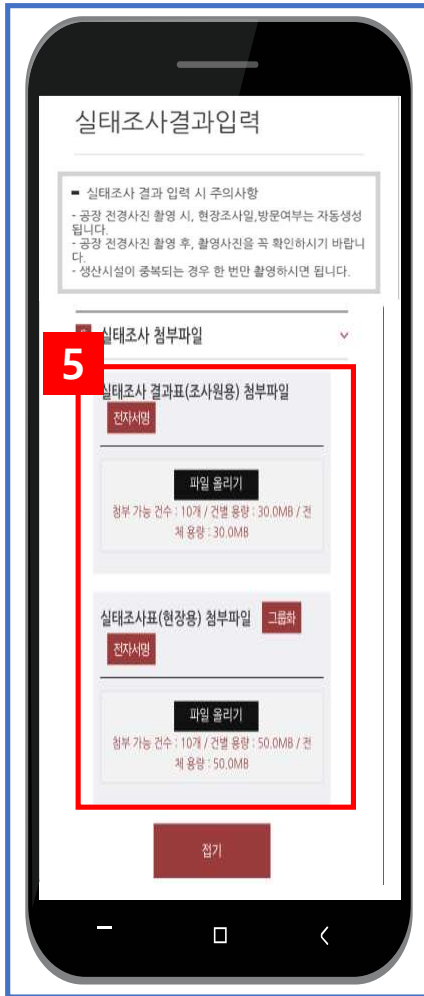 실태조사결과입력
━ 실태조사 결과 입력 시 주의사항
- 공장 전경사진 촬영 시, 현장조사일,방문여부는 자동생성
됩니다.
- 공장 전경사진 촬영 후, 촬영사진을 꼭 확인하시기 바랍니
다.
- 생산시설이 중복되는 경우 한 번만 촬영하시면 됩니다.
실태조사 첨부파일
5
실태조사 결과표(조사원용) 첨부파일
전자서명
파일 올리기
첨부 가능 건수 : 10개 / 건별 용량 : 30.0MB / 전
체 용량 : 30.0MB
실태조사표(현장용) 첨부파일 그룹화
전자서명
파일 올리기
첨부 가능 건수 : 10개 / 건별 용량 : 50.0MB / 전
체 용량 : 50.0MB
접기